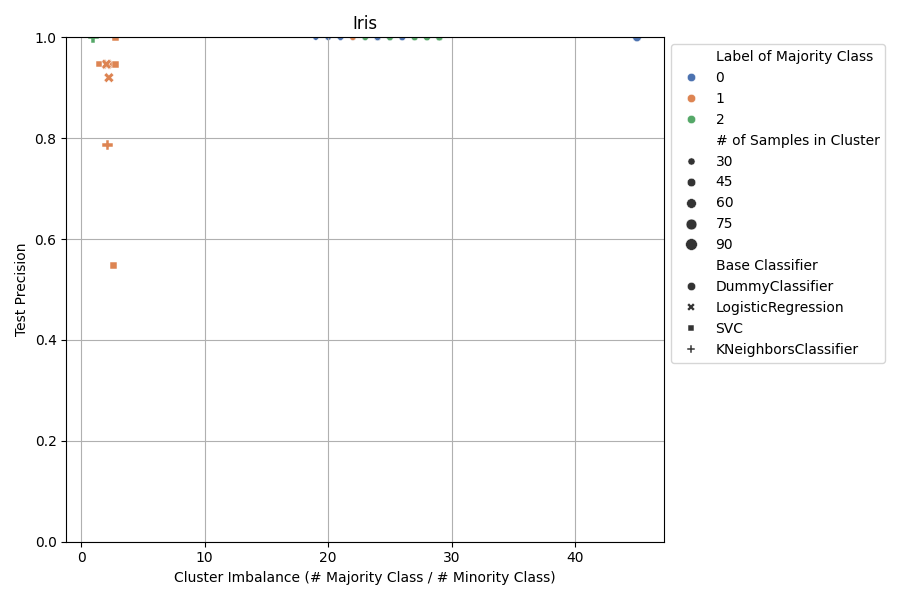 Iris
Test Precision
1.0
0.8
0.6
0.4
0.2
0.0
0
10
20
30
40
Cluster Imbalance (# Majority Class / # Minority Class)
Label of Majority Class
0
1
2
# of Samples in Cluster
30
45
60
75
90
Base Classifier
DummyClassifier
LogisticRegression
SVC
KNeighborsClassifier